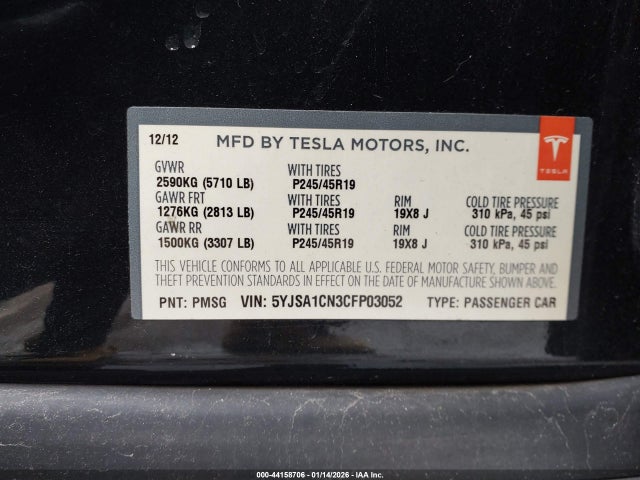 12/12 MFD BY TESLA MOTORS, INC.
TESLA
GVWR WITH TIRES
2590KG (5710 LB) P245/45R19
GAWR FRT WITH TIRES RIM COLD TIRE PRESSURE
1276KG (2813 LB) P245/45R19 19X8 J 310 kPa, 45 psi
GAWR RR WITH TIRES RIM COLD TIRE PRESSURE
1500KG (3307 LB) P245/45R19 19X8 J 310 kPa, 45 psi
THIS VEHICLE CONFORMS TO ALL APPLICABLE U.S. FEDERAL MOTOR SAFETY, BUMPER AND
THEFT PREVENTION STANDARDS IN EFFECT ON THE DATE OF MANUFACTURE SHOWN ABOVE.
PNT: PMSG VIN: 5YJSA1CN3CFP03052 TYPE: PASSENGER CAR
000-44158706 - 01/14/2026 - IAA Inc.